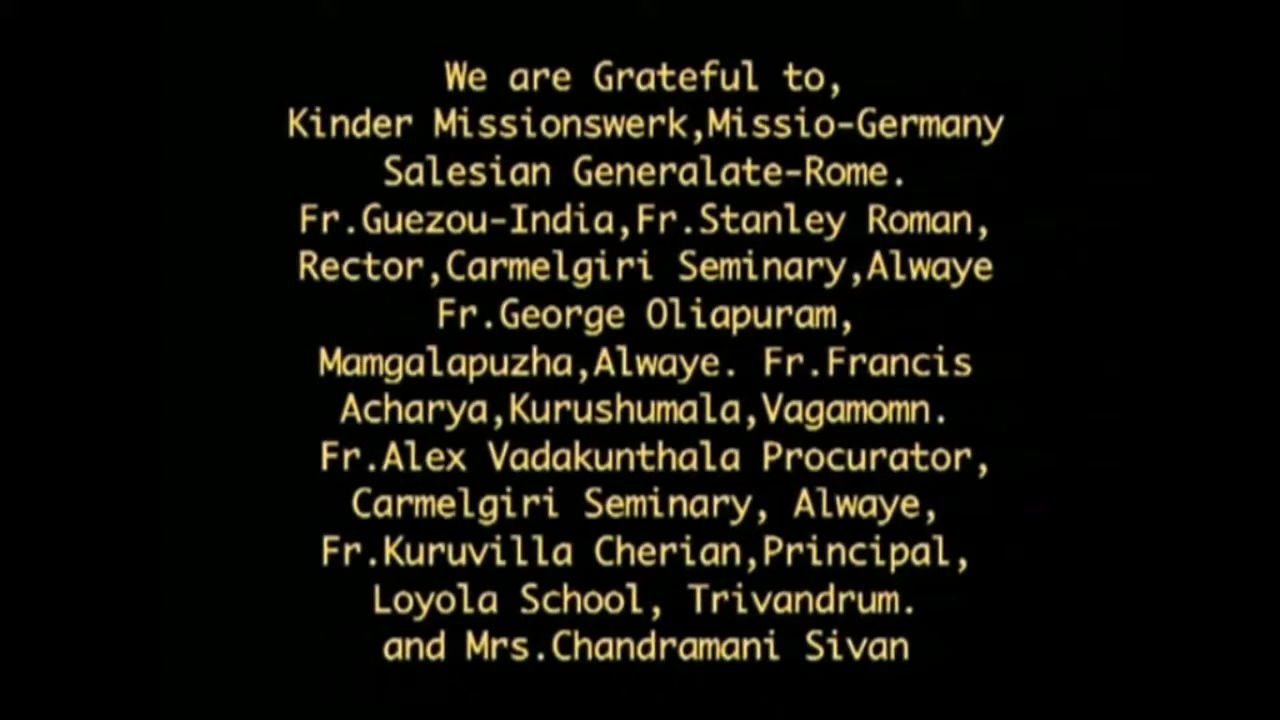 We are Grateful to,
Kinder Missionswerk,Missio-Germany
Salesian Generalate-Rome.
Fr.Guezou-India,Fr.Stanley Roman,
Rector,Carmelgiri Seminary,Alwaye
Fr.George Oliapuram,
Mamgalapuzha,Alwaye. Fr.Francis
Acharya,Kurushumala,Vagamomn.
Fr.Alex Vadakunthala Procurator,
Carmelgiri Seminary, Alwaye,
Fr.Kuruvilla Cherian,Principal,
Loyola School, Trivandrum.
and Mrs.Chandramani Sivan